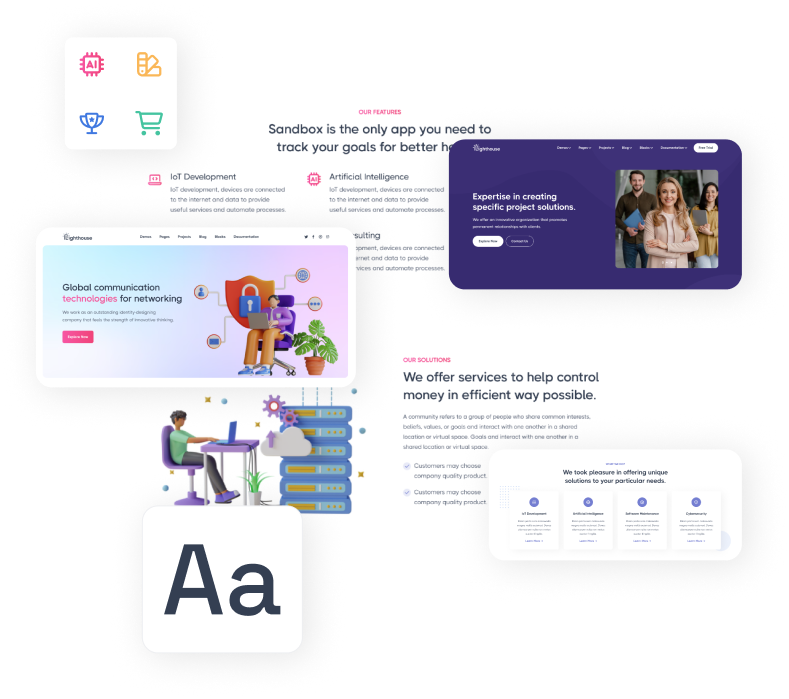 AI
OUR FEATURES
Sandbox is the only app you need to
track your goals for better
IoT Development
IoT development, devices are connected
to the internet and data to provide
useful services and automate processes.
AI
Artificial Intelligence
IoT development, devices are connected
to the internet and data to provide
useful services and automate processes.
devices are connected
and data to provide
and automate processes.
Lighthouse
Demos Pages Projects Blog Blocks Documentation
Free Trial
Expertise in creating
specific project solutions.
We offer an innovative organization that promotes
permanent relationships with clients.
Explore Now
Contact Us
Lighthouse
Demos Pages Projects Blog Blocks Documentation
Global communication
technologies for networking
We work as an outstanding identity-designing
company that feels the strength of innovative thinking.
Explore Now
OUR SOLUTIONS
We offer services to help control
money in efficient way possible.
A community refers to a group of people who share common interests,
beliefs, values, or goals and interact with one another in a shared
location or virtual space. Goals and interact with one another in a
shared location or virtual space.
Customers may choose
company quality product.
Customers may choose
company quality product.
We took pleasure in offering unique
solutions to your particular needs.
IoT Development
Artificial Intelligence
Software Maintenance
Cybersecurity
Learn More
Learn More
Learn More
Learn More
Aa